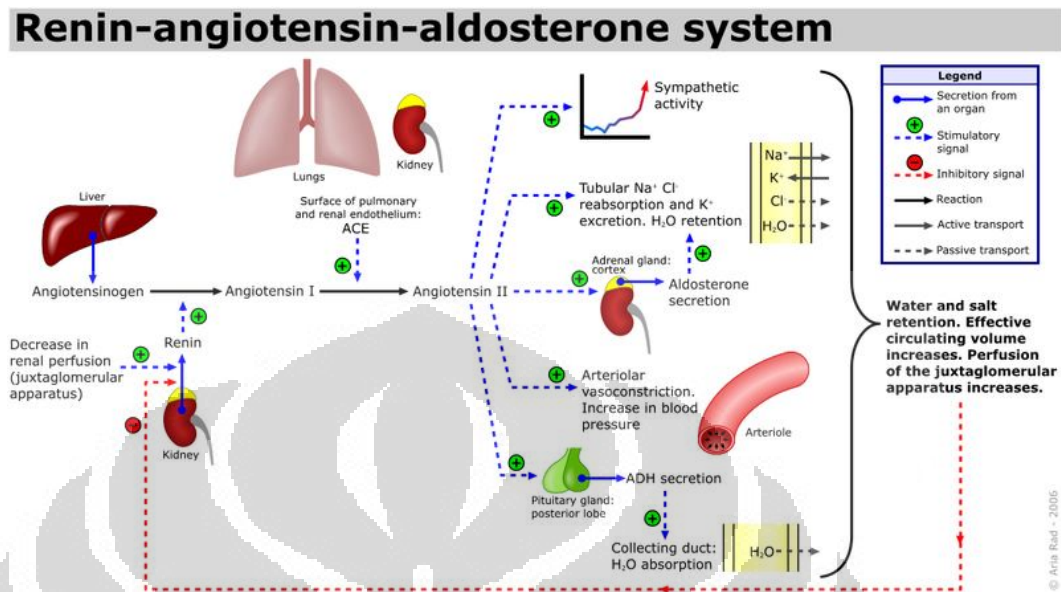 Renin-angiotensin-aldosterone system
Lungs
Kidney
Surface of pulmonary
and renal endothelium:
ACE
Liver
Angiotensinogen
Angiotensin I
Angiotensin II
Decrease in
renal perfusion
(juxtaglomerular
apparatus)
Renin
Kidney
+
+
+
-
Sympathetic
activity
+
Tubular Na⁺ Cl⁻
reabsorption and K⁺
excretion. H₂O retention
+
Adrenal gland:
cortex
+
Aldosterone
secretion
+
Arteriolar
vasoconstriction.
Increase in blood
pressure
+
Arteriole
Pituitary gland:
posterior lobe
+
ADH secretion
+
Collecting duct:
H₂O absorption
H₂O
Na⁺
K⁺
Cl⁻
H₂O
Legend
Secretion from
an organ
+
Stimulatory
signal
-
Inhibitory signal
Reaction
Active transport
Passive transport
Water and salt
retention. Effective
circulating volume
increases. Perfusion
of the juxtaglomerular
apparatus increases.
© Aria Rad - 2006